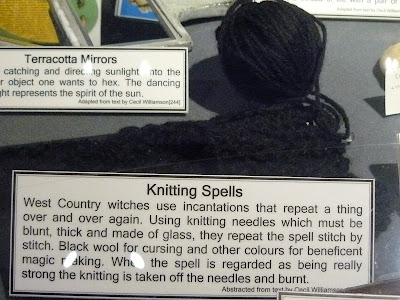 Terracotta Mirrors
catching and directing sunlight into the
r object one wants to hex. The dancing
ght represents the spirit of the sun.
Adapted from text by Cecil Williamson[244]
Knitting Spells
West Country witches use incantations that repeat a thing
over and over again. Using knitting needles which must be
blunt, thick and made of glass, they repeat the spell stitch by
stitch. Black wool for cursing and other colours for beneficent
magic making. When the spell is regarded as being really
strong the knitting is taken off the needles and burnt.
Abstracted from text by Cecil Williamson